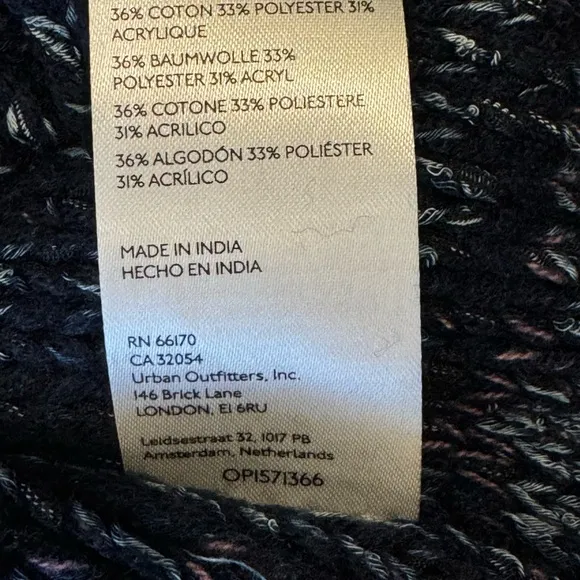 36% COTON 33% POLYESTER 31%
ACRYLIQUE
36% BAUMWOLLE 33%
POLYESTER 31% ACRYL
36% COTONE 33% POLIESTERE
31% ACRILICO
36% ALGODÓN 33% POLIÉSTER
31% ACRÍLICO
MADE IN INDIA
HECHO EN INDIA
RN 66170
CA 32054
Urban Outfitters, Inc.
146 Brick Lane
LONDON, E1 6RU
Leidsestraat 32, 1017 PB
Amsterdam, Netherlands
OP1571366